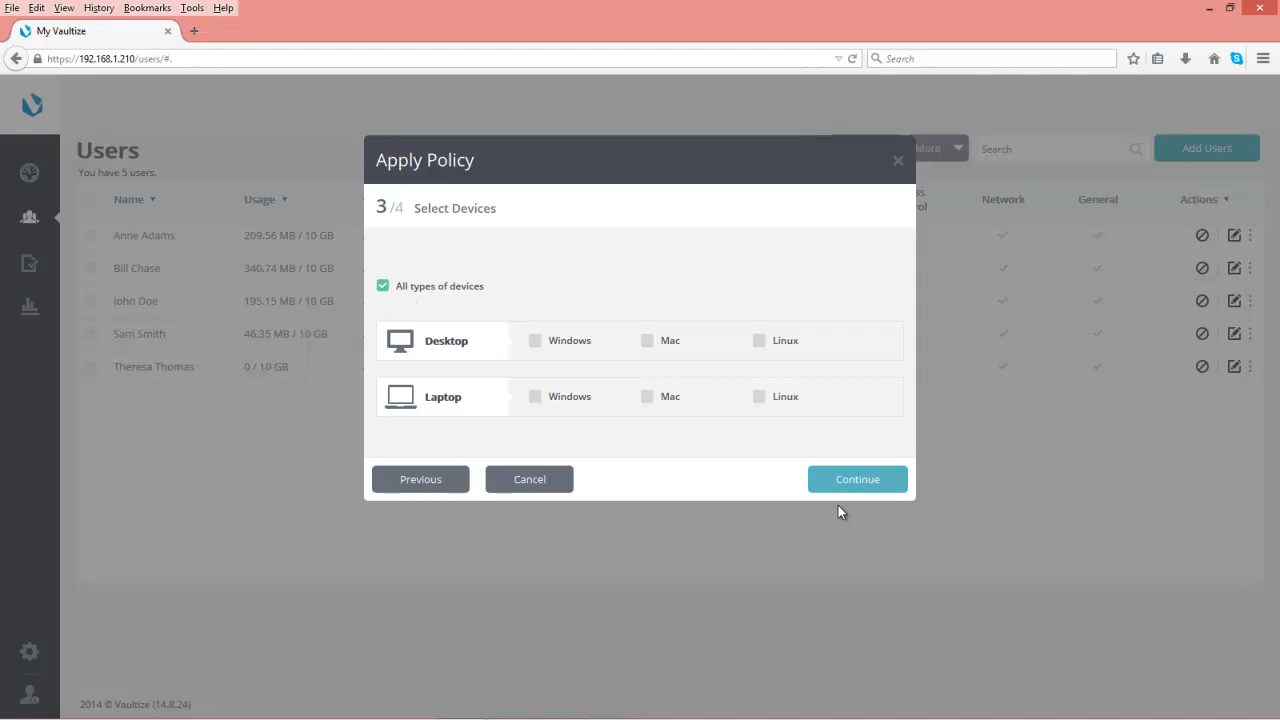 File Edit View History Bookmarks Tools Help
My Vaultize
https://192.168.1.210/users/#.
Search
Users
You have 5 users.
More
Search
Add Users
Name Usage Network General Actions
Anne Adams 209.56 MB / 10 GB
Bill Chase 340.74 MB / 10 GB
John Doe 195.15 MB / 10 GB
Sam Smith 46.35 MB / 10 GB
Theresa Thomas 0 / 10 GB
Apply Policy
3 /4 Select Devices
All types of devices
Desktop Windows Mac Linux
Laptop Windows Mac Linux
Previous Cancel Continue
2014 © Vaultize (14.8.24)